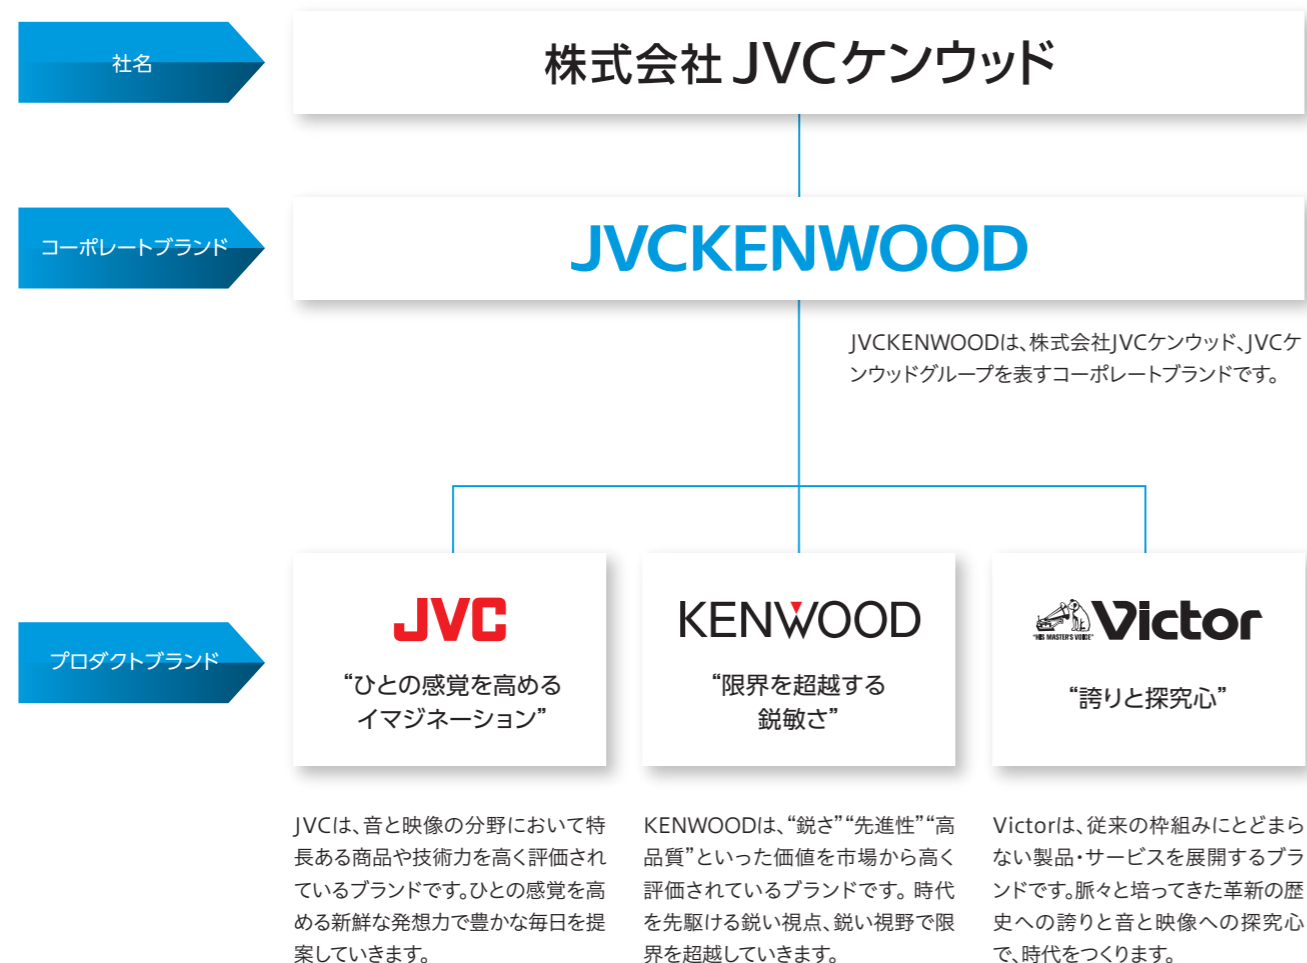 社名
株式会社 JVCケンウッド
コーポレートブランド
JVCKENWOOD
JVCKENWOODは、株式会社JVCケンウッド、JVCケ
ンウッドグループを表すコーポレートブランドです。
プロダクトブランド
JVC
“ひとの感覚を高める
イマジネーション”
JVCは、音と映像の分野において特
長ある商品や技術力を高く評価され
ているブランドです。ひとの感覚を高
める新鮮な発想力で豊かな毎日を提
案していきます。
KENWOOD
“限界を超越する
鋭敏さ”
KENWOODは、“鋭さ”“先進性”“高
品質”といった価値を市場から高く
評価されているブランドです。時代
を先駆ける鋭い視点、鋭い視野で限
界を超越していきます。
"HIS MASTER'S VOICE"
Victor
“誇りと探究心”
Victorは、従来の枠組みにとどまら
ない製品・サービスを展開するブラ
ンドです。脈々と培ってきた革新の歴
史への誇りと音と映像への探究心
で、時代をつくります。